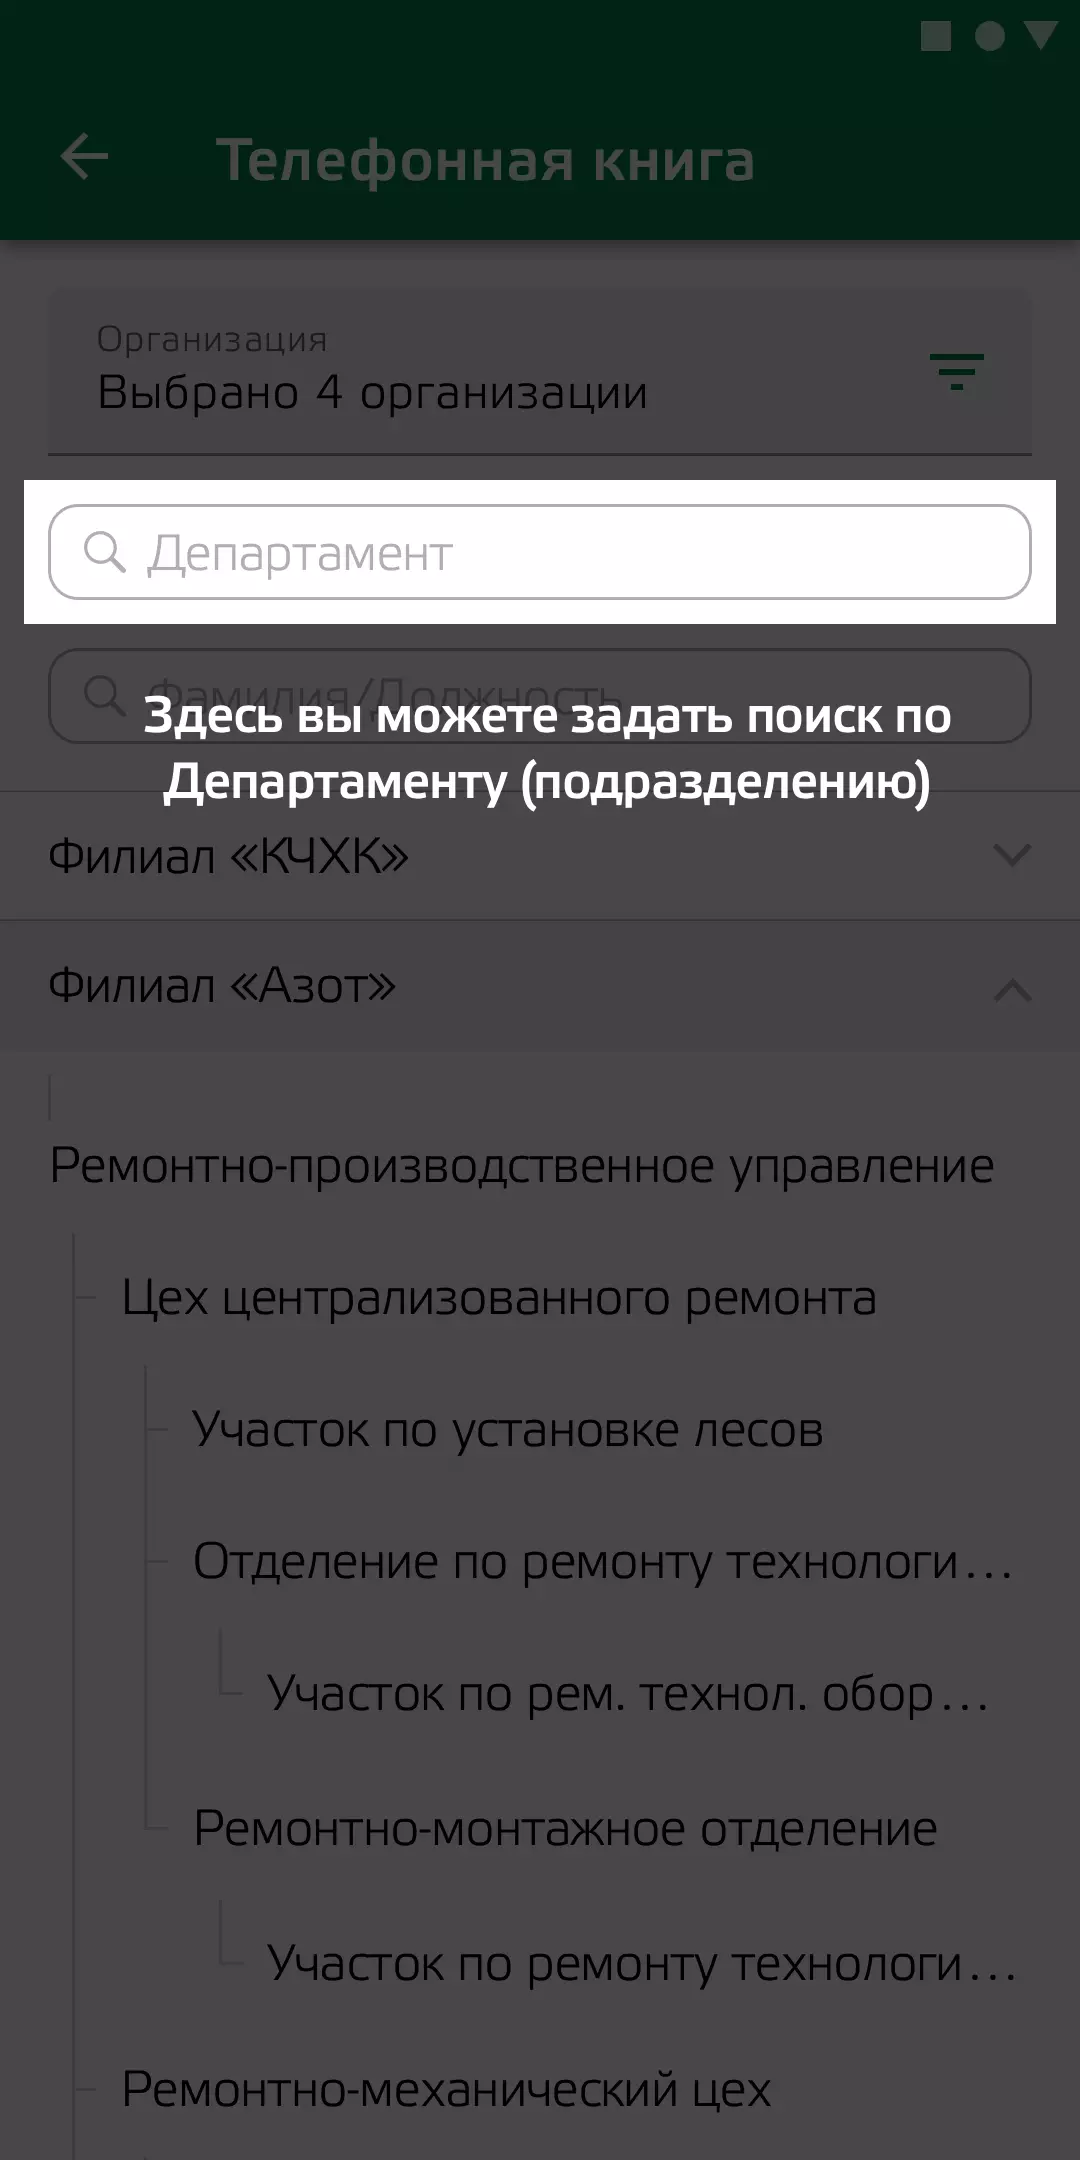 Телефонная книга
Организация
Выбрано 4 организации
Департамент
Фамилия/Должность
Здесь вы можете задать поиск по
Департаменту (подразделению)
Филиал «КЧХК»
Филиал «Азот»
Ремонтно-производственное управление
Цех централизованного ремонта
Участок по установке лесов
Отделение по ремонту технологи...
Участок по рем. технол. обор...
Ремонтно-монтажное отделение
Участок по ремонту технологи...
Ремонтно-механический цех